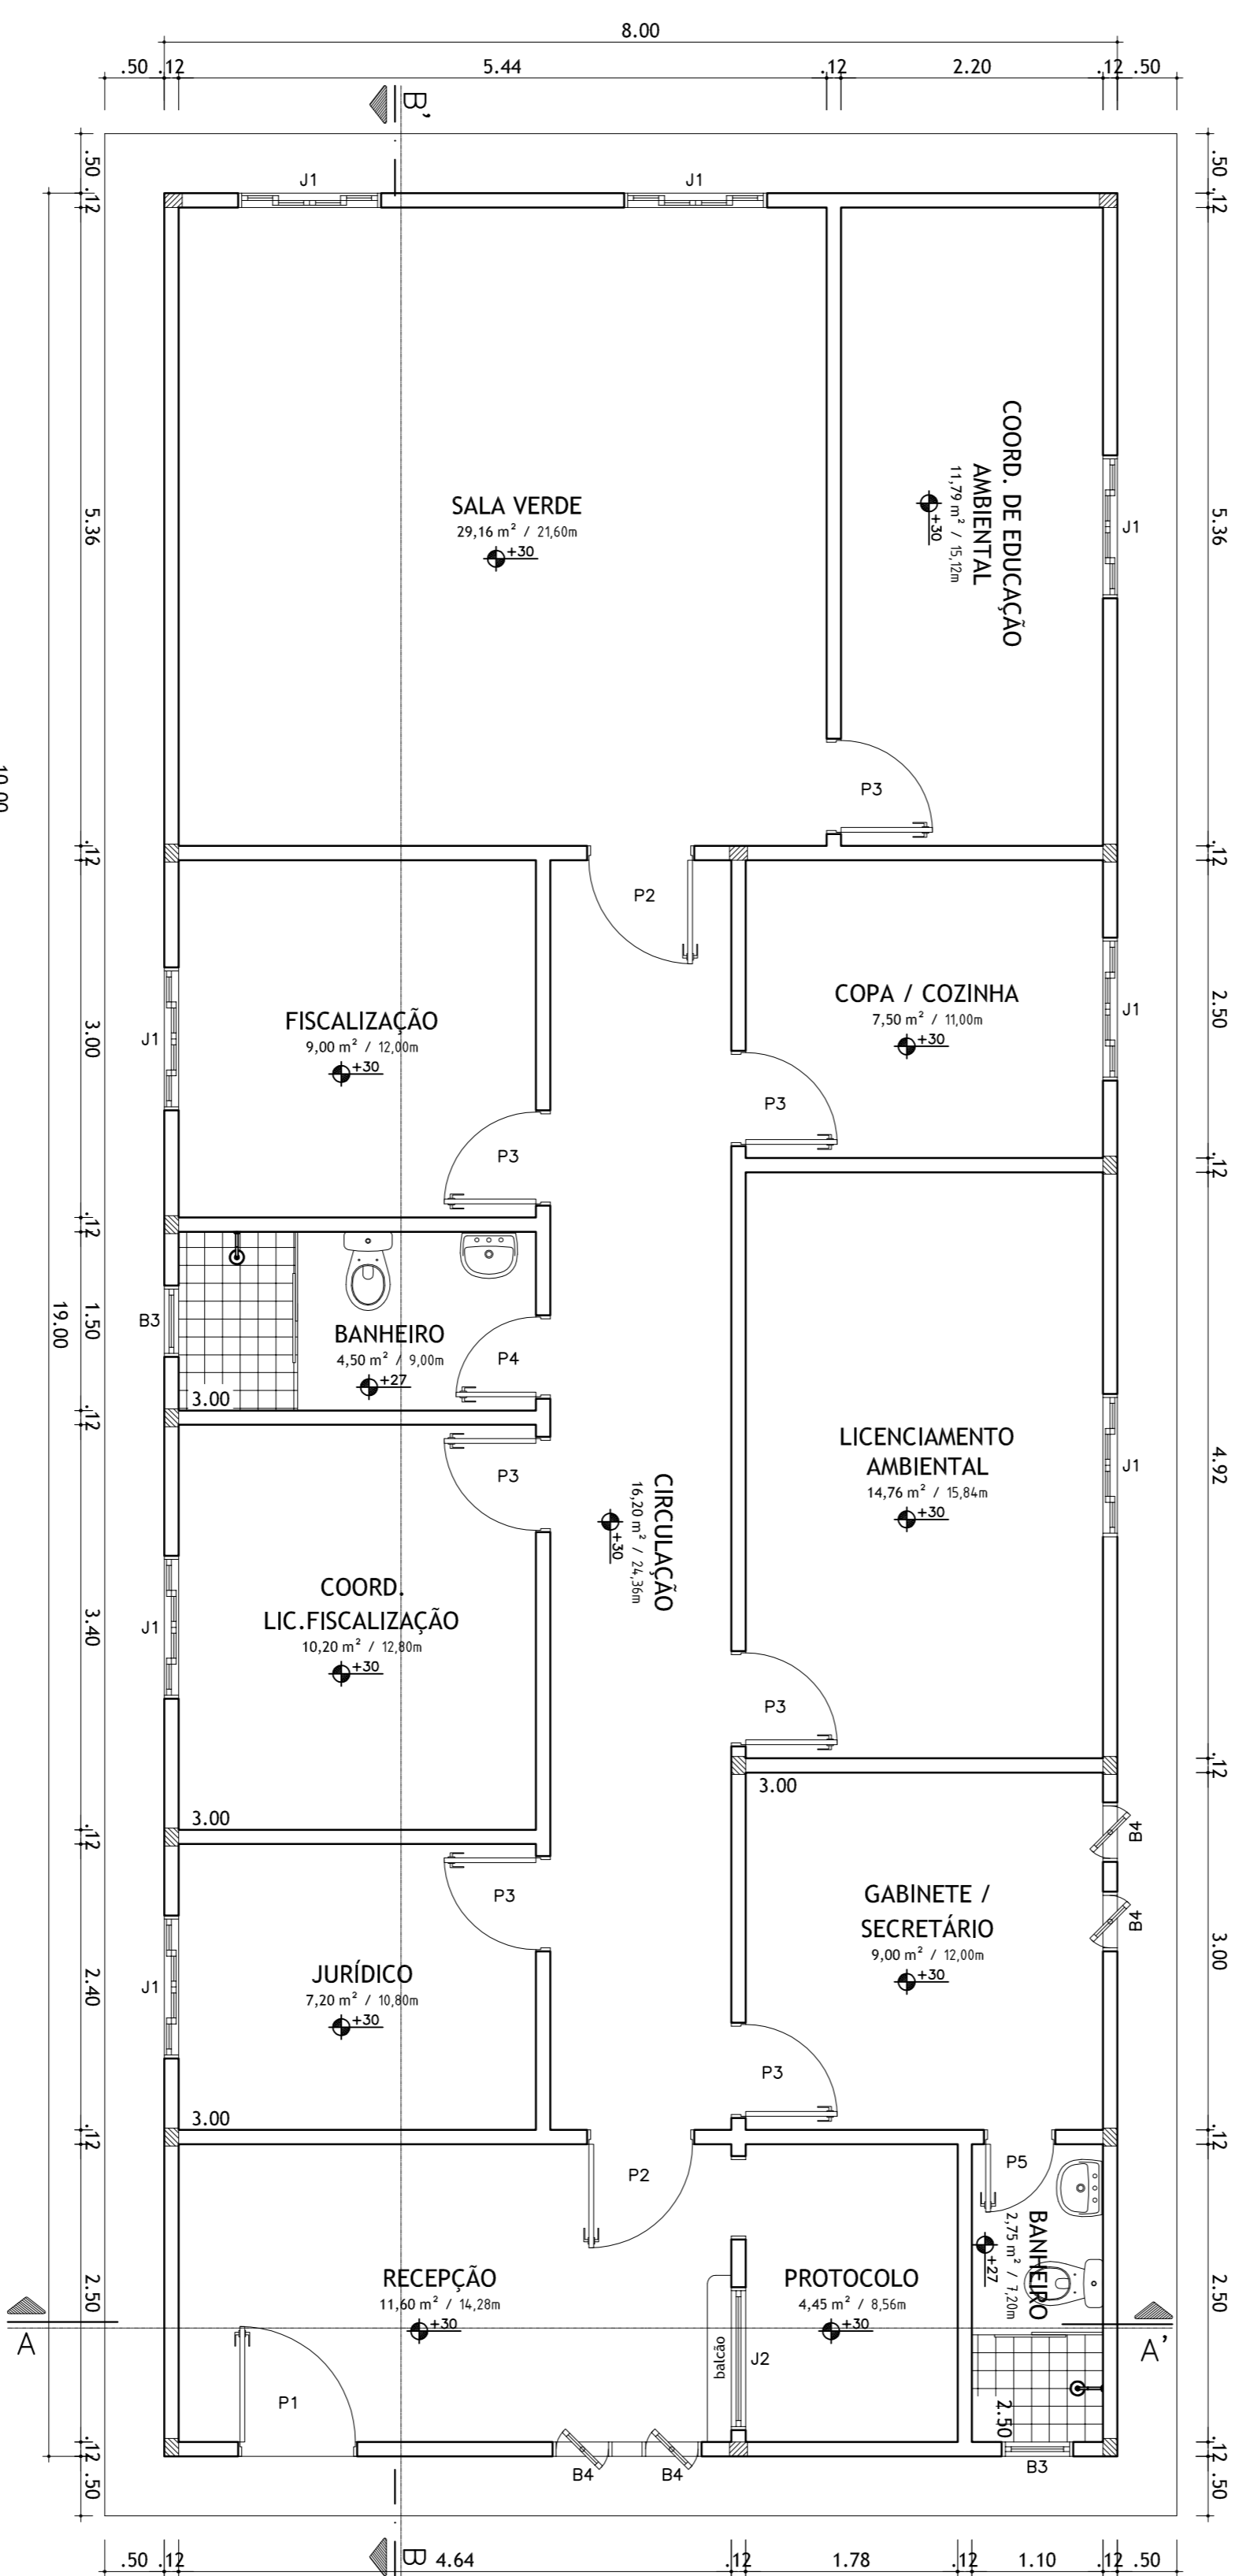 8.00
.50 .12 5.44 .12 2.20 .12 .50
B'
.50
.12
5.36
.12
3.00
.12
1.50
.12
3.40
.12
2.40
.12
2.50
.12
.50
19.00
.50
.12
5.36
.12
2.50
.12
4.92
.12
3.00
.12
2.50
.12
.50
J1 J1
COORD. DE EDUCAÇÃO
AMBIENTAL
11,79 m² / 15,12m
+30
J1
SALA VERDE
29,16 m² / 21,60m
+30
P3
P2
COPA / COZINHA
7,50 m² / 11,00m
+30
J1
FISCALIZAÇÃO
9,00 m² / 12,00m
+30
J1
P3
P3
BANHEIRO
4,50 m² / 9,00m
+27
B3
P4
3.00
LICENCIAMENTO
AMBIENTAL
14,76 m² / 15,84m
+30
J1
P3
CIRCULAÇÃO
16,20 m² / 24,36m
+30
COORD.
LIC.FISCALIZAÇÃO
10,20 m² / 12,80m
+30
J1
P3
3.00
3.00
B4
B4
GABINETE /
SECRETÁRIO
9,00 m² / 12,00m
+30
P3
P3
JURÍDICO
7,20 m² / 10,80m
+30
J1
3.00
P2
P5
BANHEIRO
2,75 m² / 7,20m
+27
RECEPÇÃO
11,60 m² / 14,28m
+30
PROTOCOLO
4,45 m² / 8,56m
+30
balcão
J2
P1
2.50
B4 B4
B3
A
A'
B
.50 .12 4.64 .12 1.78 .12 1.10 .12 .50